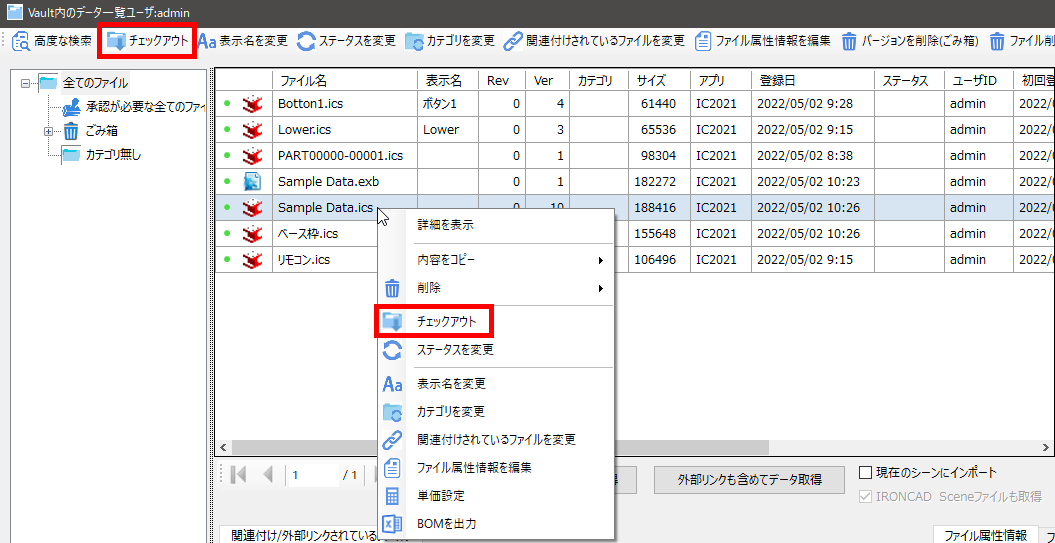 Vault内のデータ一覧ユーザ:admin
高度な検索 チェックアウト Aa 表示名を変更 ステータスを変更 カテゴリを変更 関連付けされているファイルを変更 ファイル属性情報を編集 バージョンを削除(ごみ箱) ファイル削
全てのファイル
承認が必要な全てのファイ
ごみ箱
カテゴリ無し
ファイル名 表示名 Rev Ver カテゴリ サイズ アプリ 登録日 ステータス ユーザID 初回登
Botton1.ics ボタン1 0 4 61440 IC2021 2022/05/02 9:28 admin 2022/
Lower.ics Lower 0 3 65536 IC2021 2022/05/02 9:15 admin 2022/
PART00000-00001.ics 0 1 98304 IC2021 2022/05/02 8:38 admin 2022/
Sample Data.exb 0 1 182272 IC2021 2022/05/02 10:23 admin 2022/
Sample Data.ics 0 10 188416 IC2021 2022/05/02 10:26 admin 2022/
ベース枠.ics 155648 IC2021 2022/05/02 10:26 admin 2022/
リモコン.ics 106496 IC2021 2022/05/02 9:15 admin 2022/
詳細を表示
内容をコピー
削除
チェックアウト
ステータスを変更
Aa 表示名を変更
カテゴリを変更
関連付けされているファイルを変更
ファイル属性情報を編集
単価設定
BOMを出力
1 / 1
外部リンクも含めてデータ取得
現在のシーンにインポート
IRONCAD Sceneファイルも取得
関連付け/外部リンクされている
ファイル属性情報